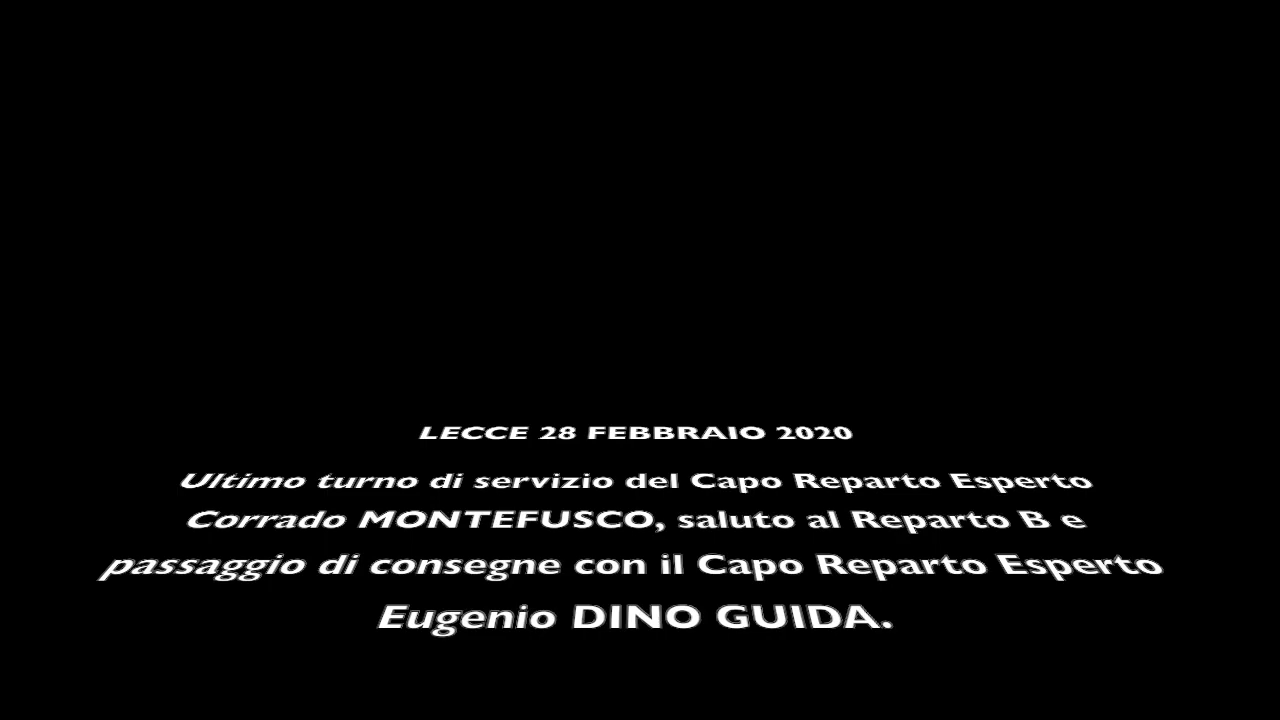 LECCE 28 FEBBRAIO 2020
Ultimo turno di servizio del Capo Reparto Esperto
Corrado MONTEFUSCO, saluto al Reparto B e
passaggio di consegne con il Capo Reparto Esperto
Eugenio DINO GUIDA.